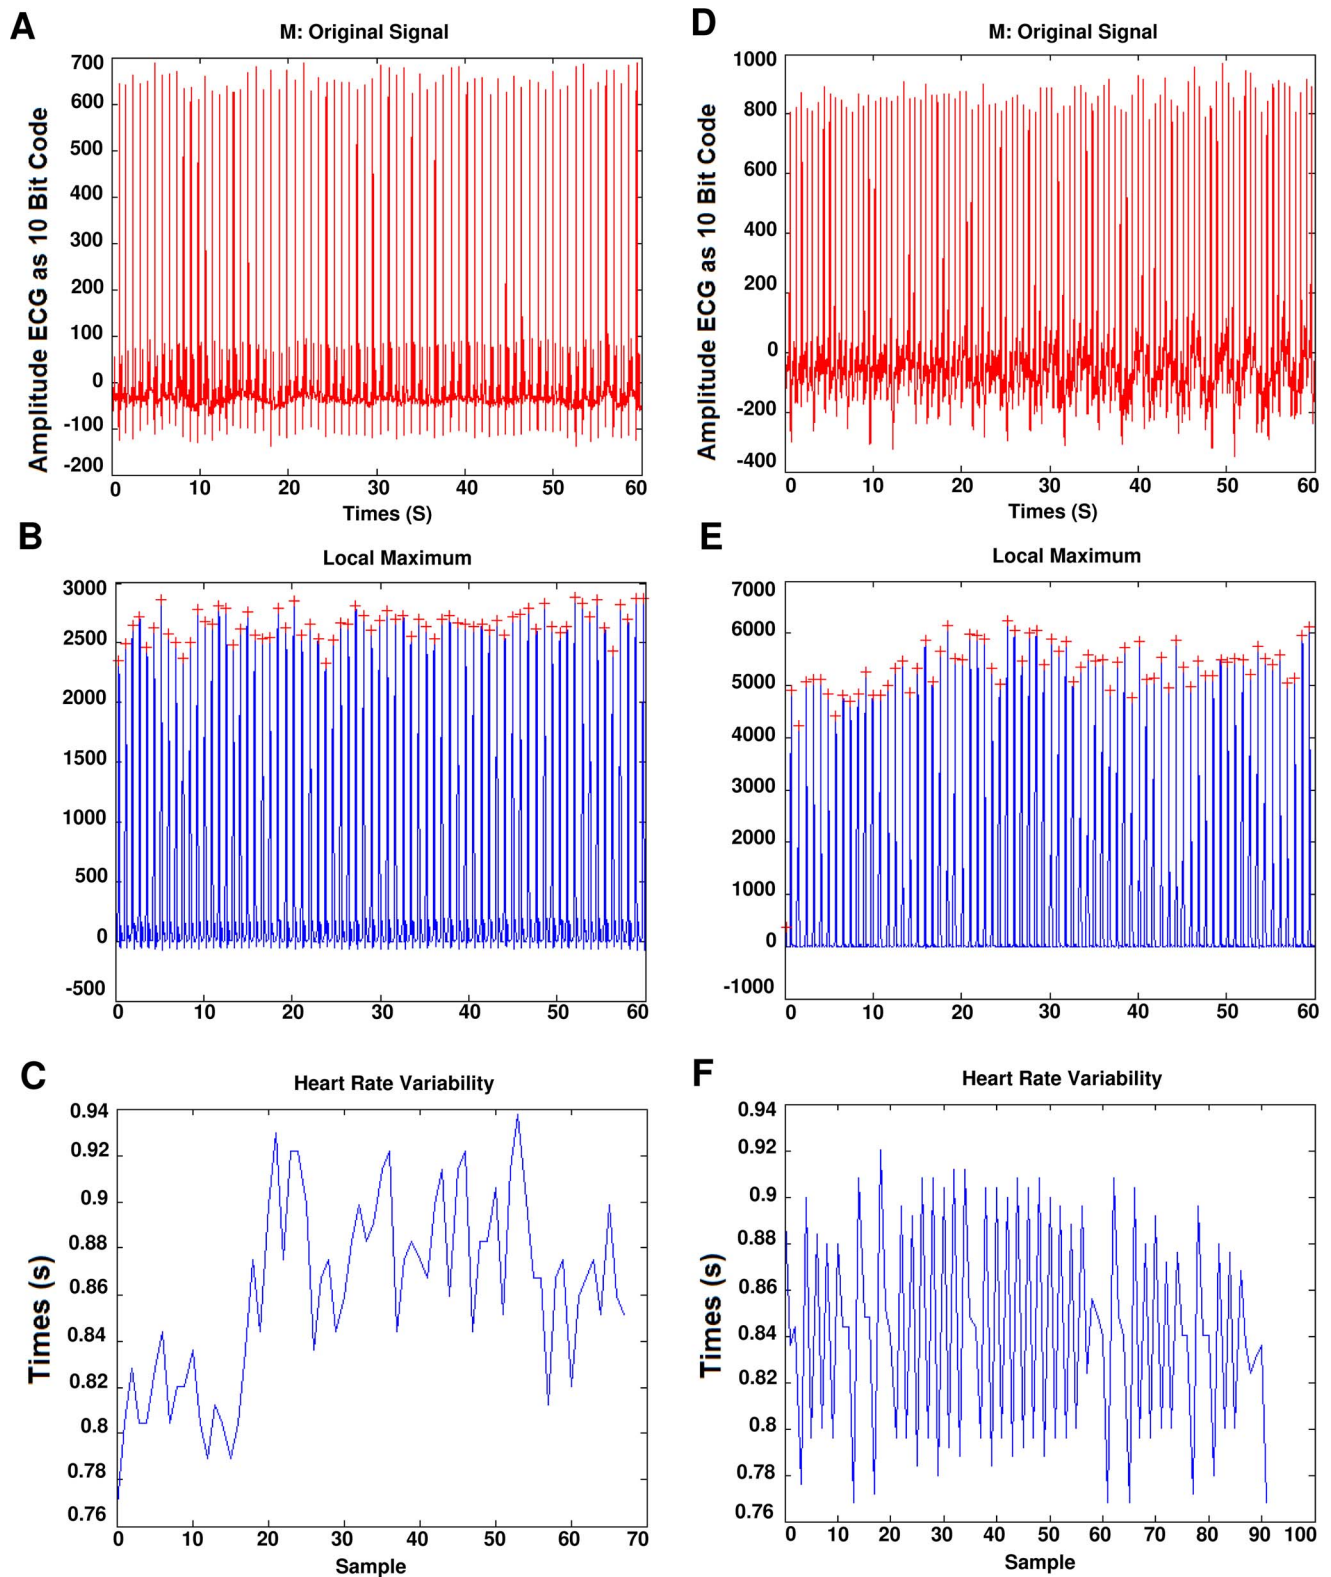 A
M: Original Signal
Amplitude ECG as 10 Bit Code
700
600
500
400
300
200
100
0
-100
-200
0 10 20 30 40 50 60
Times (S)
D
M: Original Signal
Amplitude ECG as 10 Bit Code
1000
800
600
400
200
0
-200
-400
0 10 20 30 40 50 60
Times (S)
B
Local Maximum
3000
2500
2000
1500
1000
500
0
-500
0 10 20 30 40 50 60
E
Local Maximum
7000
6000
5000
4000
3000
2000
1000
0
-1000
0 10 20 30 40 50 60
C
Heart Rate Variability
Times (s)
0.94
0.92
0.9
0.88
0.86
0.84
0.82
0.8
0.78
0.76
0 10 20 30 40 50 60 70
Sample
F
Heart Rate Variability
Times (s)
0.94
0.92
0.9
0.88
0.86
0.84
0.82
0.8
0.78
0.76
0 10 20 30 40 50 60 70 80 90 100
Sample